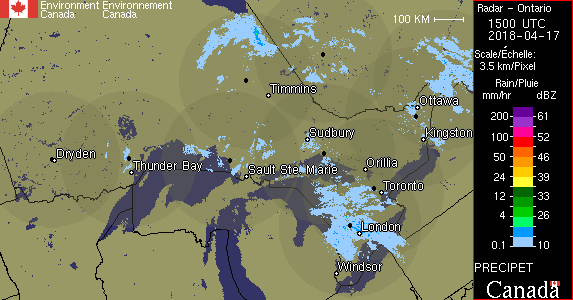 Environment Environnement
Canada Canada
100 KM
Timmins
Ottawa
Sudbury
Kingston
Dryden
Thunder Bay
Sault Ste. Marie
Orillia
Toronto
London
Windsor
Radar - Ontario
1500 UTC
2018-04-17
Scale/Échelle:
3.5 km/Pixel
Rain/Pluie
mm/hr dBZ
200 61
100 52
50 46
24 39
12 33
4 26
0.1 10
PRECIPET
Canada